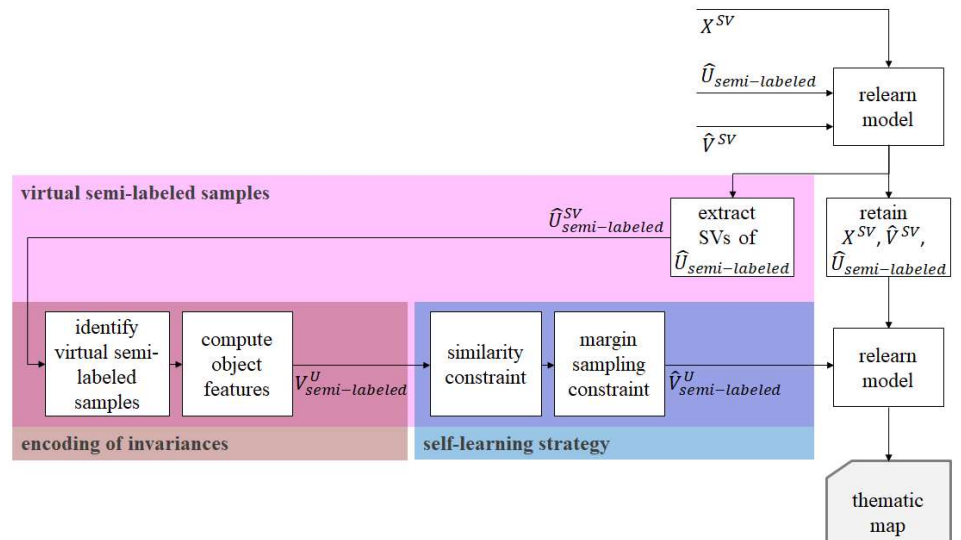 X^SV
Û_semi−labeled
V̂^SV
relearn
model
virtual semi-labeled samples
Û^SV_semi−labeled
extract
SVs of
Û_semi−labeled
retain
X^SV, V̂^SV,
Û_semi−labeled
identify
virtual semi-
labeled
samples
compute
object
features
V^U_semi−labeled
similarity
constraint
margin
sampling
constraint
V̂^U_semi−labeled
relearn
model
encoding of invariances
self-learning strategy
thematic
map